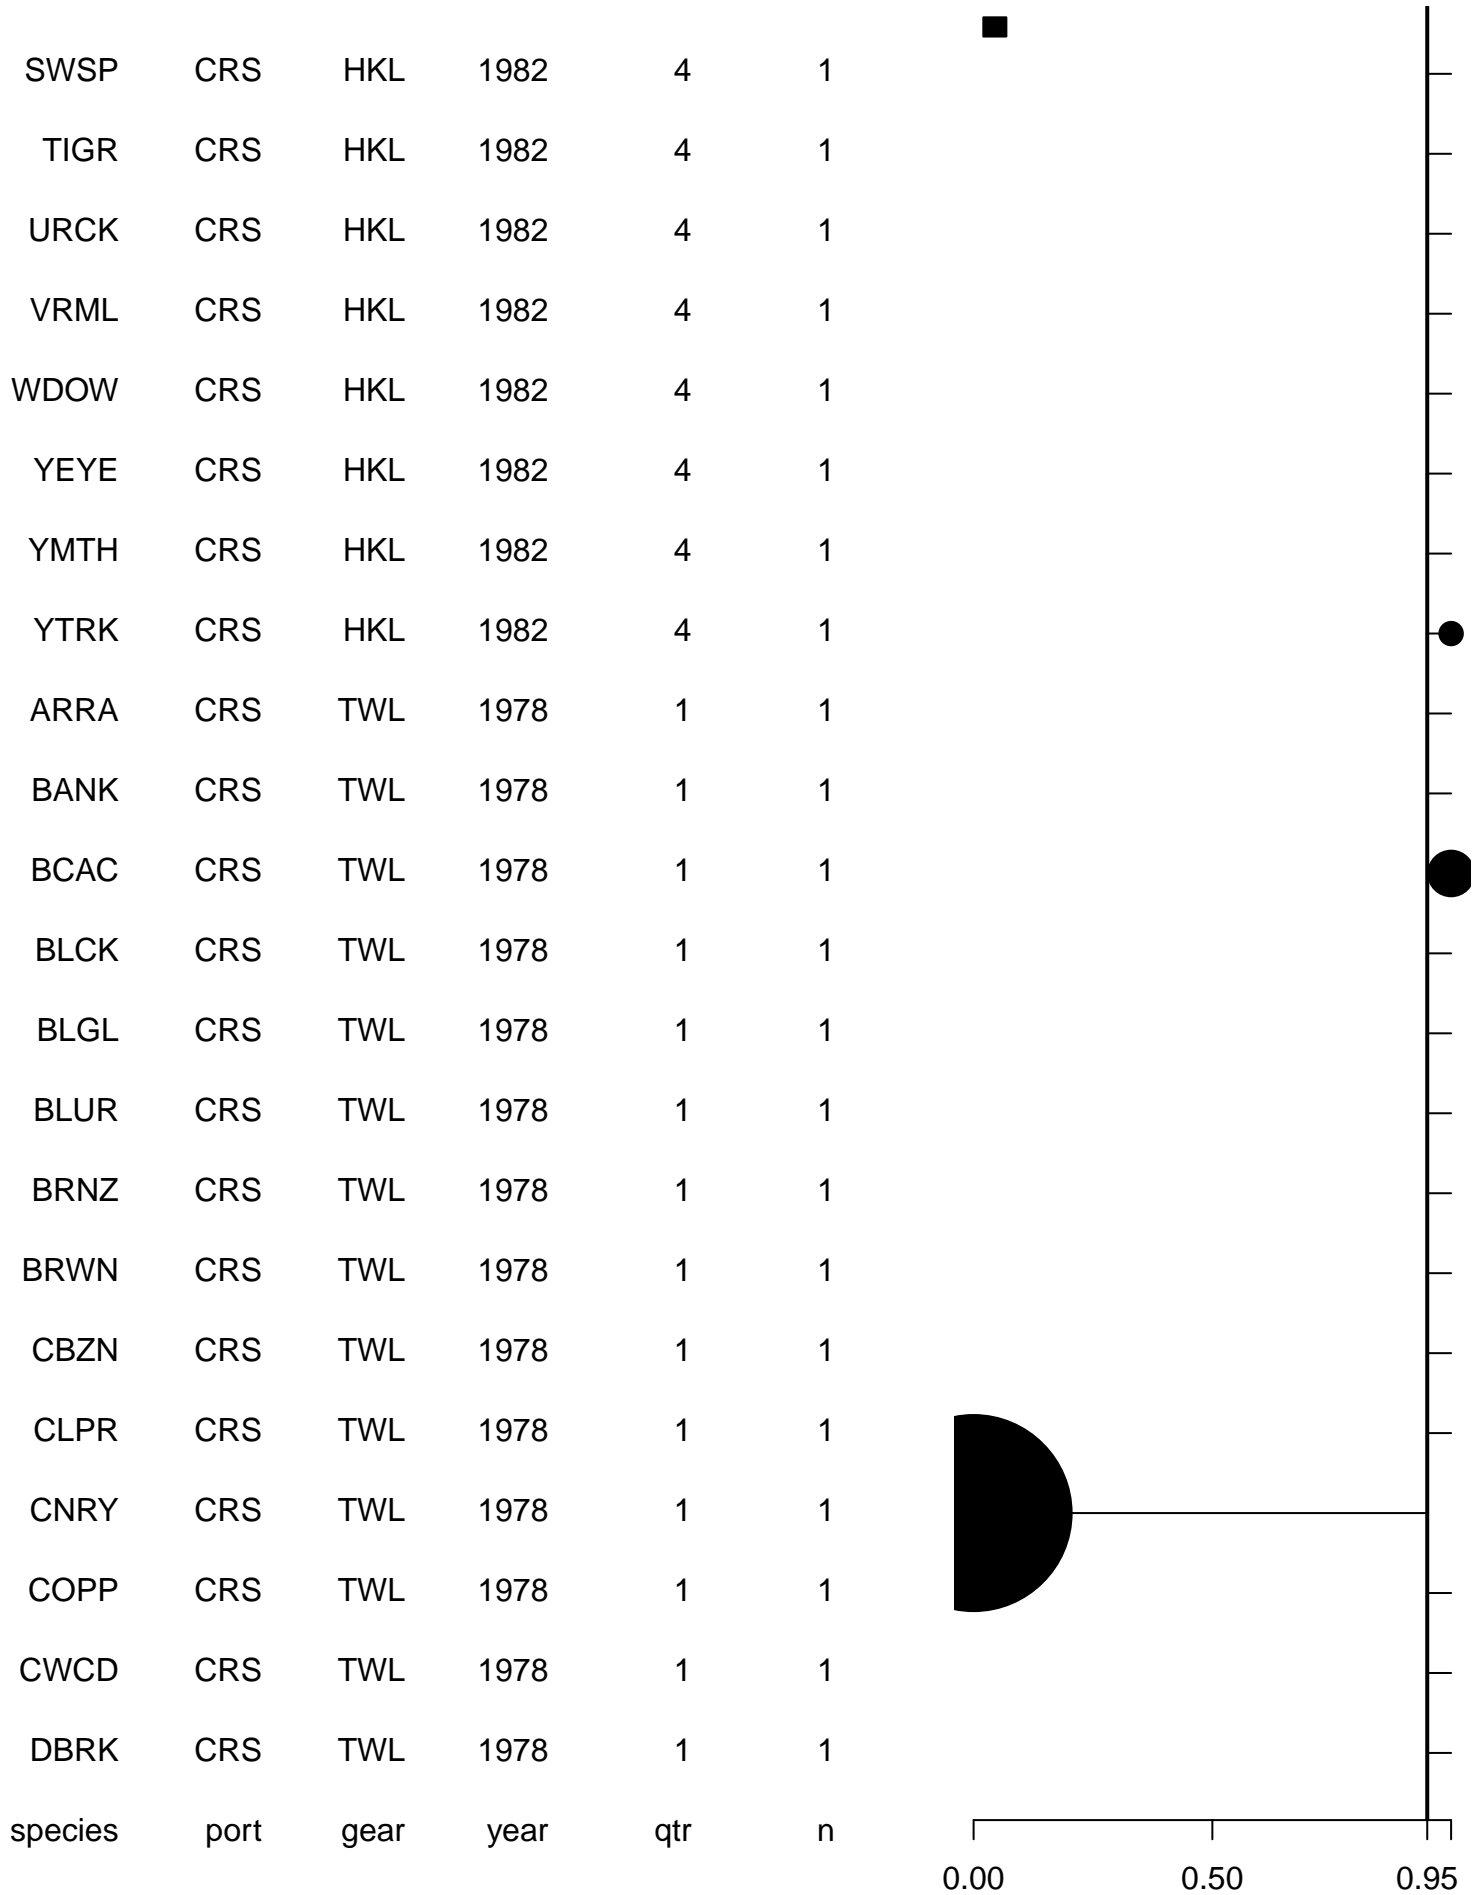 SWSP CRS HKL 1982 4 1
TIGR CRS HKL 1982 4 1
URCK CRS HKL 1982 4 1
VRML CRS HKL 1982 4 1
WDOW CRS HKL 1982 4 1
YEYE CRS HKL 1982 4 1
YMTH CRS HKL 1982 4 1
YTRK CRS HKL 1982 4 1
ARRA CRS TWL 1978 1 1
BANK CRS TWL 1978 1 1
BCAC CRS TWL 1978 1 1
BLCK CRS TWL 1978 1 1
BLGL CRS TWL 1978 1 1
BLUR CRS TWL 1978 1 1
BRNZ CRS TWL 1978 1 1
BRWN CRS TWL 1978 1 1
CBZN CRS TWL 1978 1 1
CLPR CRS TWL 1978 1 1
CNRY CRS TWL 1978 1 1
COPP CRS TWL 1978 1 1
CWCD CRS TWL 1978 1 1
DBRK CRS TWL 1978 1 1
species port gear year qtr n
0.00 0.50 0.95